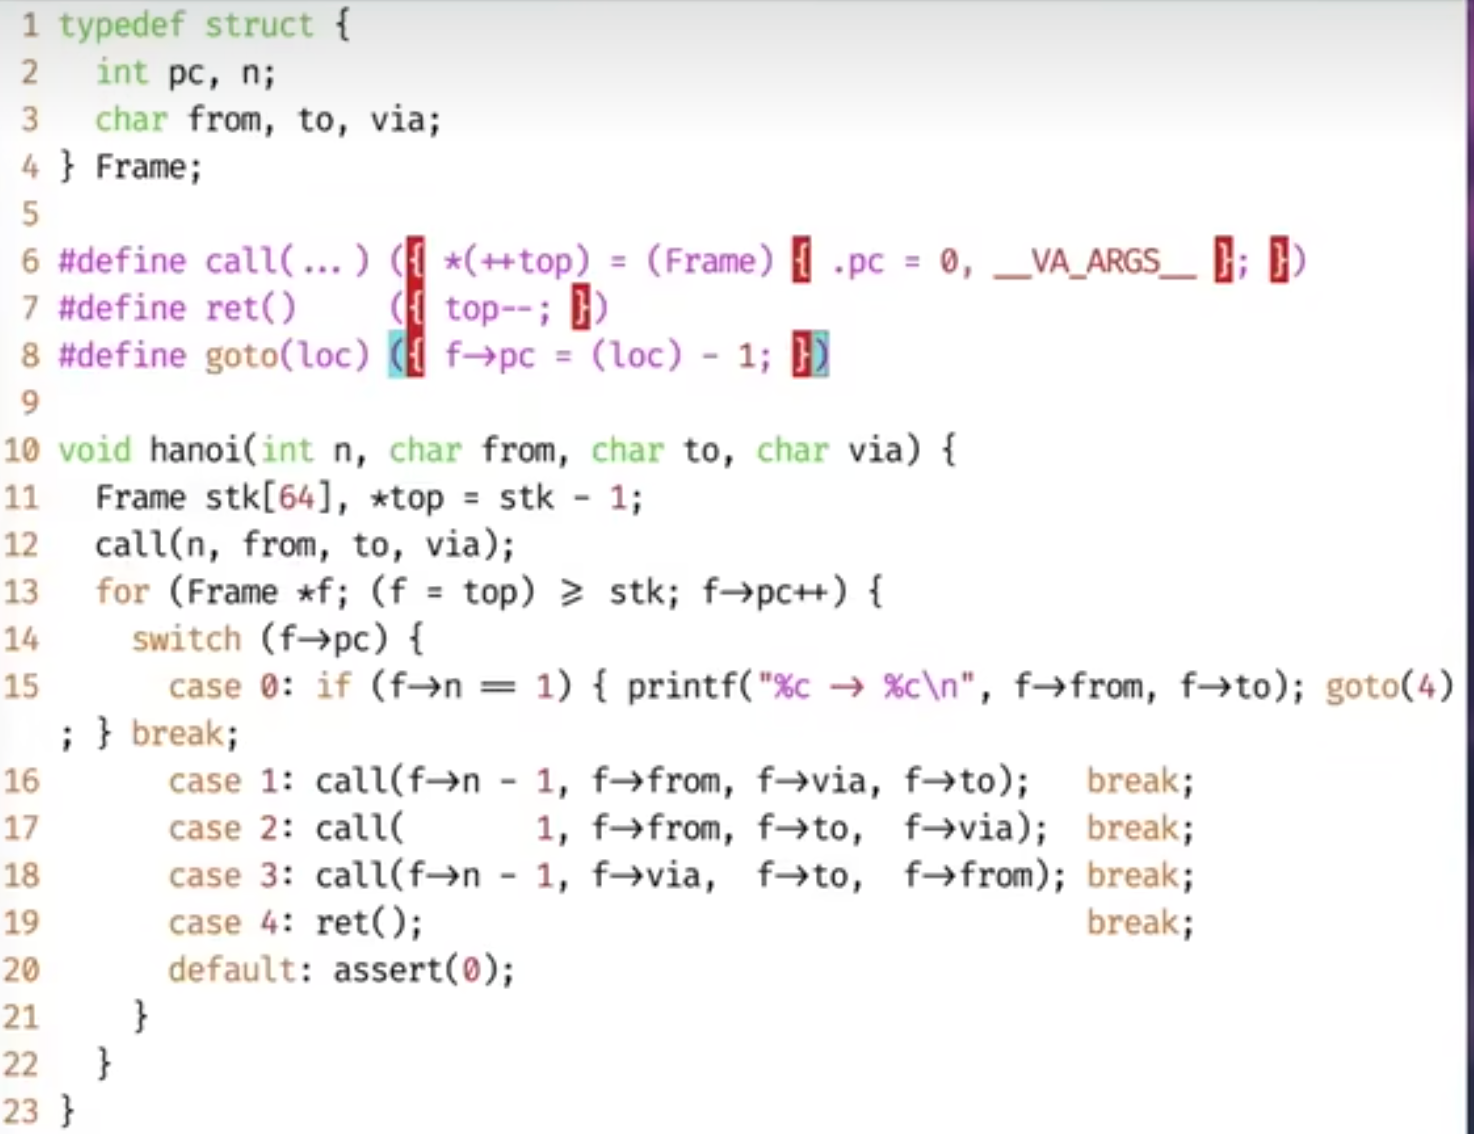 1 typedef struct {
2   int pc, n;
3   char from, to, via;
4 } Frame;
5
6 #define call(...) ({ *(++top) = (Frame) { .pc = 0, __VA_ARGS__ }; })
7 #define ret()     ({ top--; })
8 #define goto(loc) ({ f->pc = (loc) - 1; })
9
10 void hanoi(int n, char from, char to, char via) {
11   Frame stk[64], *top = stk - 1;
12   call(n, from, to, via);
13   for (Frame *f; (f = top) >= stk; f->pc++) {
14     switch (f->pc) {
15       case 0: if (f->n == 1) { printf("%c -> %c\n", f->from, f->to); goto(4)
; } break;
16       case 1: call(f->n - 1, f->from, f->via, f->to);   break;
17       case 2: call(       1, f->from, f->to,  f->via);  break;
18       case 3: call(f->n - 1, f->via,  f->to,  f->from); break;
19       case 4: ret();                                    break;
20       default: assert(0);
21     }
22   }
23 }